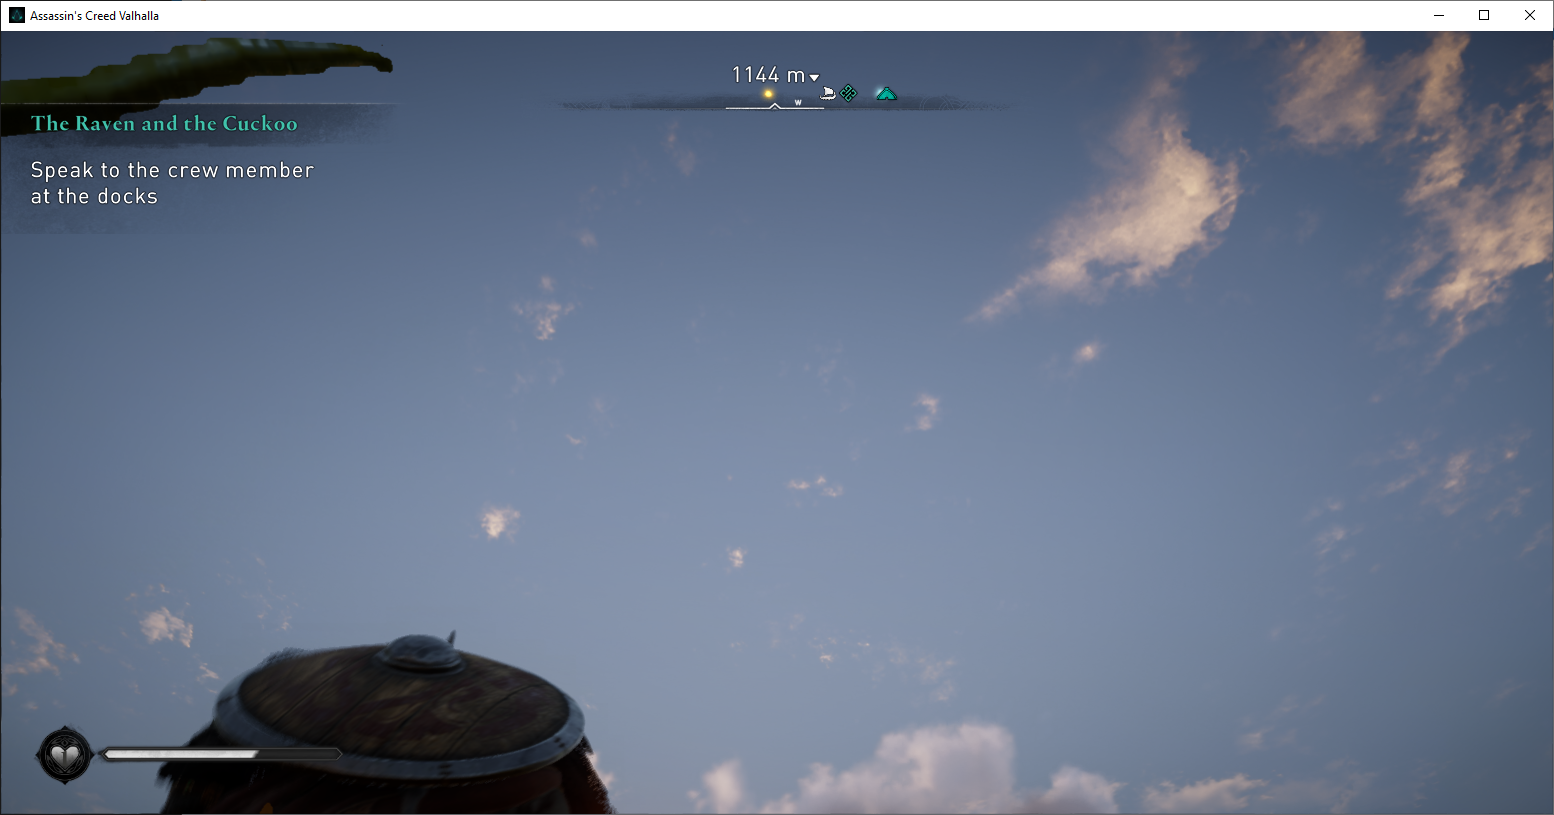 Assassin's Creed Valhalla
1144 m
W
The Raven and the Cuckoo
Speak to the crew member
at the docks